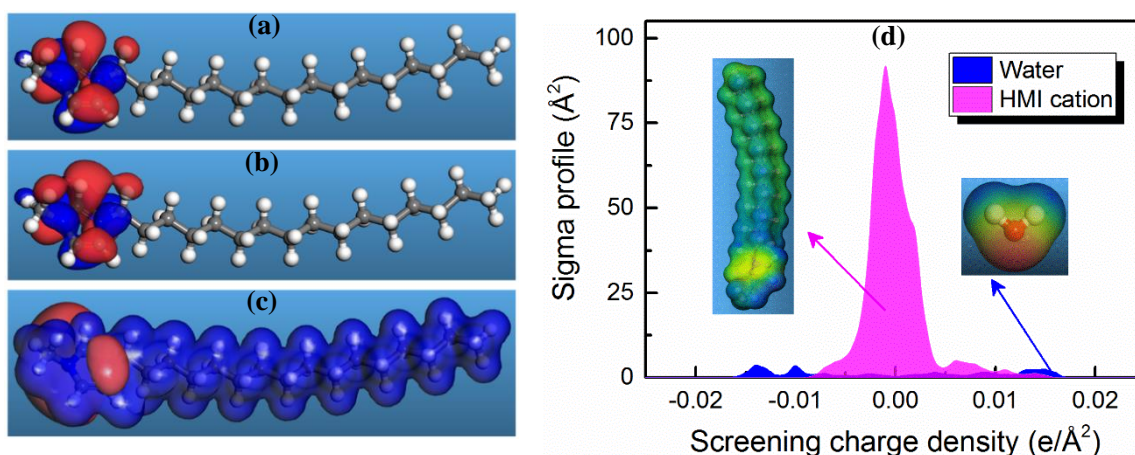 (a)
(b)
(c)
(d)
Water
HMI cation
Sigma profile (Å²)
100
75
50
25
0
-0.02 -0.01 0.00 0.01 0.02
Screening charge density (e/Å²)